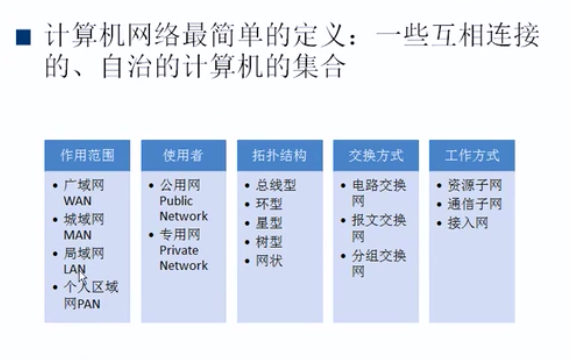 计算机网络最简单的定义：一些互相连接
的、自治的计算机的集合
作用范围
广域网
WAN
城域网
MAN
局域网
LAN
个人区域
网PAN
使用者
公用网
Public
Network
专用网
Private
Network
拓扑结构
总线型
环型
星型
树型
网状
交换方式
电路交换
网
报文交换
网
分组交换
网
工作方式
资源子网
通信子网
接入网